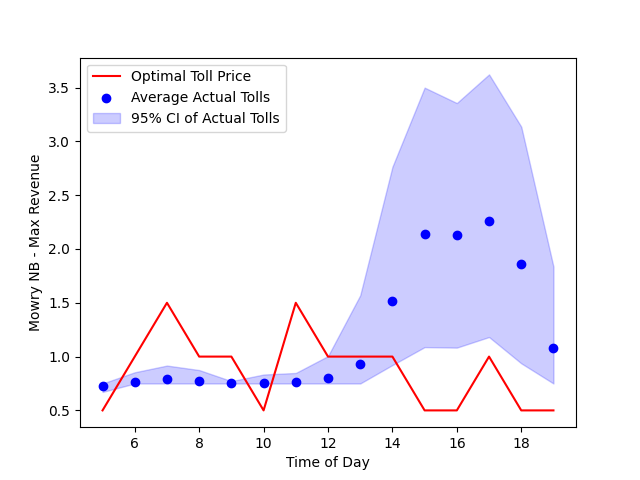 Optimal Toll Price
Average Actual Tolls
95% CI of Actual Tolls
Mowry NB - Max Revenue
3.5
3.0
2.5
2.0
1.5
1.0
0.5
6 8 10 12 14 16 18
Time of Day